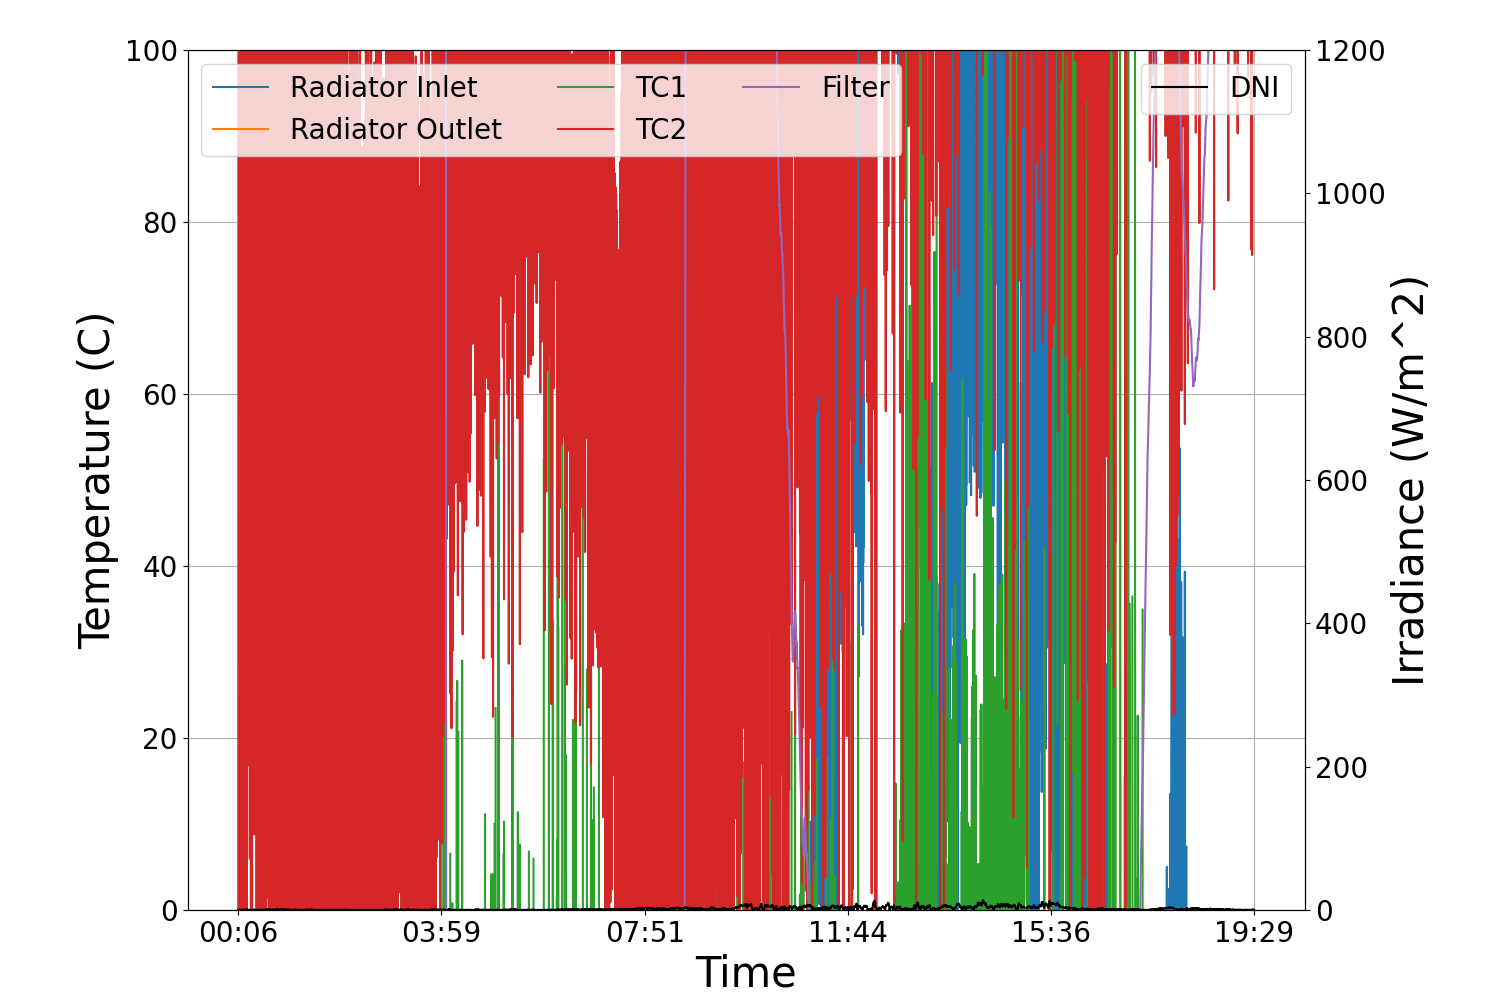 100
80
60
40
20
0
Temperature (C)
Radiator Inlet
Radiator Outlet
TC1
TC2
Filter
DNI
1200
1000
800
600
400
200
0
Irradiance (W/m^2)
00:06 03:59 07:51 11:44 15:36 19:29
Time